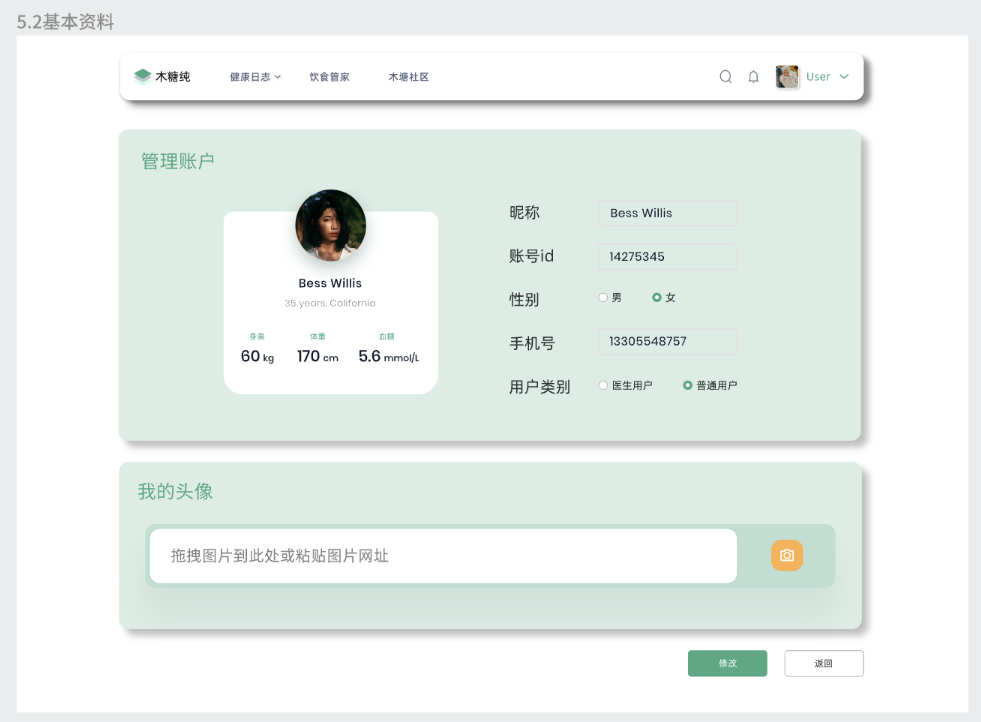 5.2基本资料
木糖纯 健康日志 饮食管家 木塘社区 User
管理账户
Bess Willis
35 years, California
身高 体重 血糖
60 kg 170 cm 5.6 mmol/L
昵称 Bess Willis
账号id 14275345
性别 男 女
手机号 13305548757
用户类别 医生用户 普通用户
我的头像
拖拽图片到此处或粘贴图片网址
修改 返回